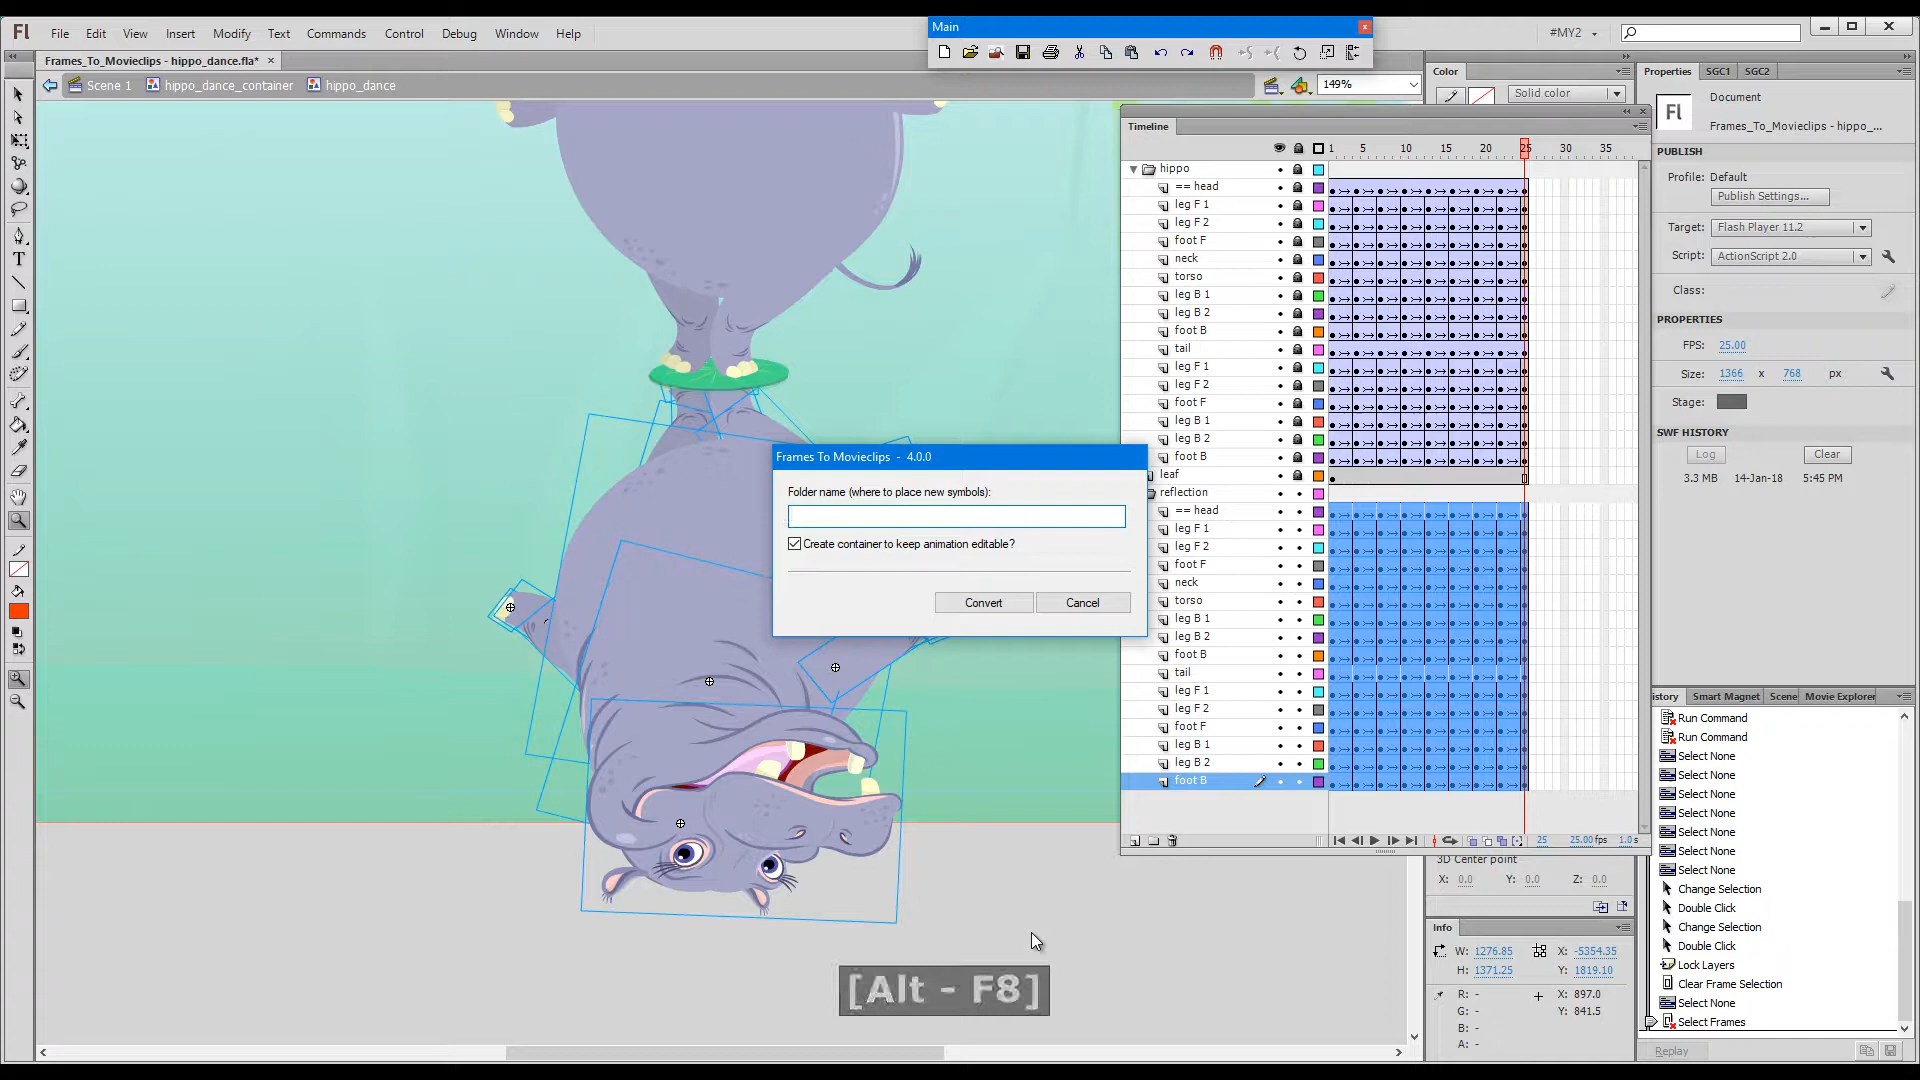 Main
Fl File Edit View Insert Modify Text Commands Control Debug Window Help
#MY2
Frames_To_Movieclips - hippo_dance.fla*
Scene 1 hippo_dance_container hippo_dance
149%
Color
Solid color
Properties SGC1 SGC2
Fl
Document
Frames_To_Movieclips - hippo_...
PUBLISH
Profile: Default
Publish Settings...
Target: Flash Player 11.2
Script: ActionScript 2.0
Class:
PROPERTIES
FPS: 25.00
Size: 1366 x 768 px
Stage:
SWF HISTORY
Log Clear
3.3 MB 14-Jan-18 5:45 PM
Timeline
1 5 10 15 20 25 30 35
hippo
== head
leg F 1
leg F 2
foot F
neck
torso
leg B 1
leg B 2
foot B
tail
leg F 1
leg F 2
foot F
leg B 1
leg B 2
foot B
leaf
reflection
== head
leg F 1
leg F 2
foot F
neck
torso
leg B 1
leg B 2
foot B
tail
leg F 1
leg F 2
foot F
leg B 1
leg B 2
foot B
25 25.00 fps 1.0 s
Frames To Movieclips - 4.0.0
Folder name (where to place new symbols):
Create container to keep animation editable?
Convert Cancel
[Alt - F8]
3D Center point
X: 0.0 Y: 0.0 Z: 0.0
Info
W: 1276.85 X: -5354.35
H: 1371.25 Y: 1819.10
R: - X: 897.0
G: - Y: 841.5
B: -
A: -
istory Smart Magnet Scene Movie Explorer
Run Command
Run Command
Select None
Select None
Select None
Select None
Select None
Select None
Select None
Change Selection
Double Click
Change Selection
Double Click
Lock Layers
Clear Frame Selection
Select None
Select Frames
Replay